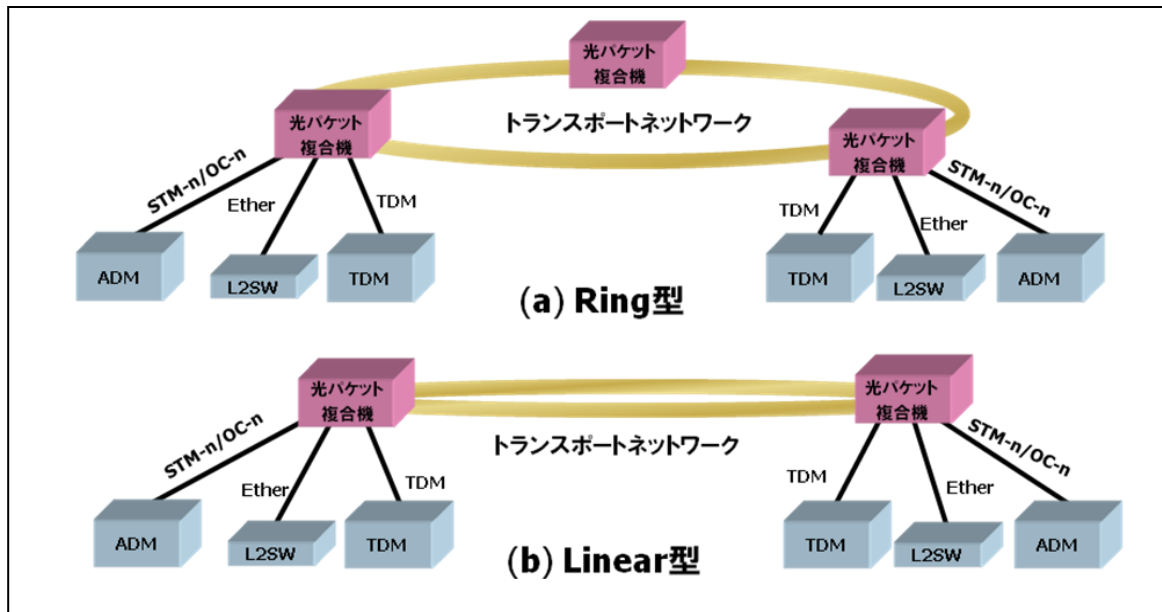 光パケット
複合機
光パケット
複合機
トランスポートネットワーク
光パケット
複合機
STM-n/OC-n
Ether
TDM
TDM
Ether
STM-n/OC-n
ADM
L2SW
TDM
TDM
L2SW
ADM
(a) Ring型
光パケット
複合機
光パケット
複合機
トランスポートネットワーク
STM-n/OC-n
Ether
TDM
TDM
Ether
STM-n/OC-n
ADM
L2SW
TDM
TDM
L2SW
ADM
(b) Linear型